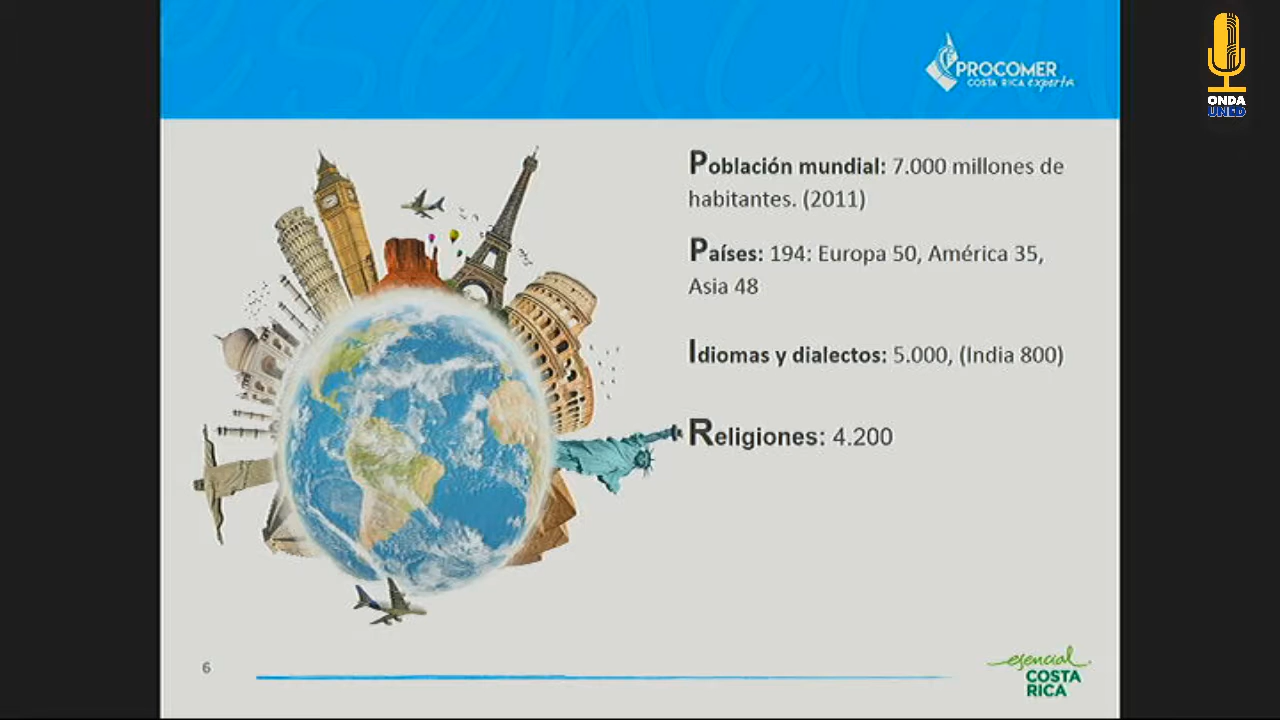 PROCOMER
COSTA RICA exporta
ONDA
UNED
Población mundial: 7.000 millones de
habitantes. (2011)
Países: 194: Europa 50, América 35,
Asia 48
Idiomas y dialectos: 5.000, (India 800)
Religiones: 4.200
6
esencial
COSTA
RICA